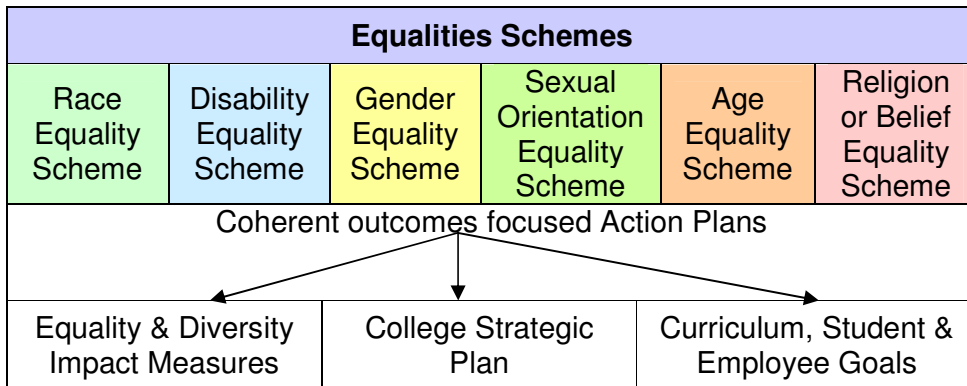 Equalities Schemes
Race
Equality
Scheme
Disability
Equality
Scheme
Gender
Equality
Scheme
Sexual
Orientation
Equality
Scheme
Age
Equality
Scheme
Religion
or Belief
Equality
Scheme
Coherent outcomes focused Action Plans
Equality & Diversity
Impact Measures
College Strategic
Plan
Curriculum, Student &
Employee Goals